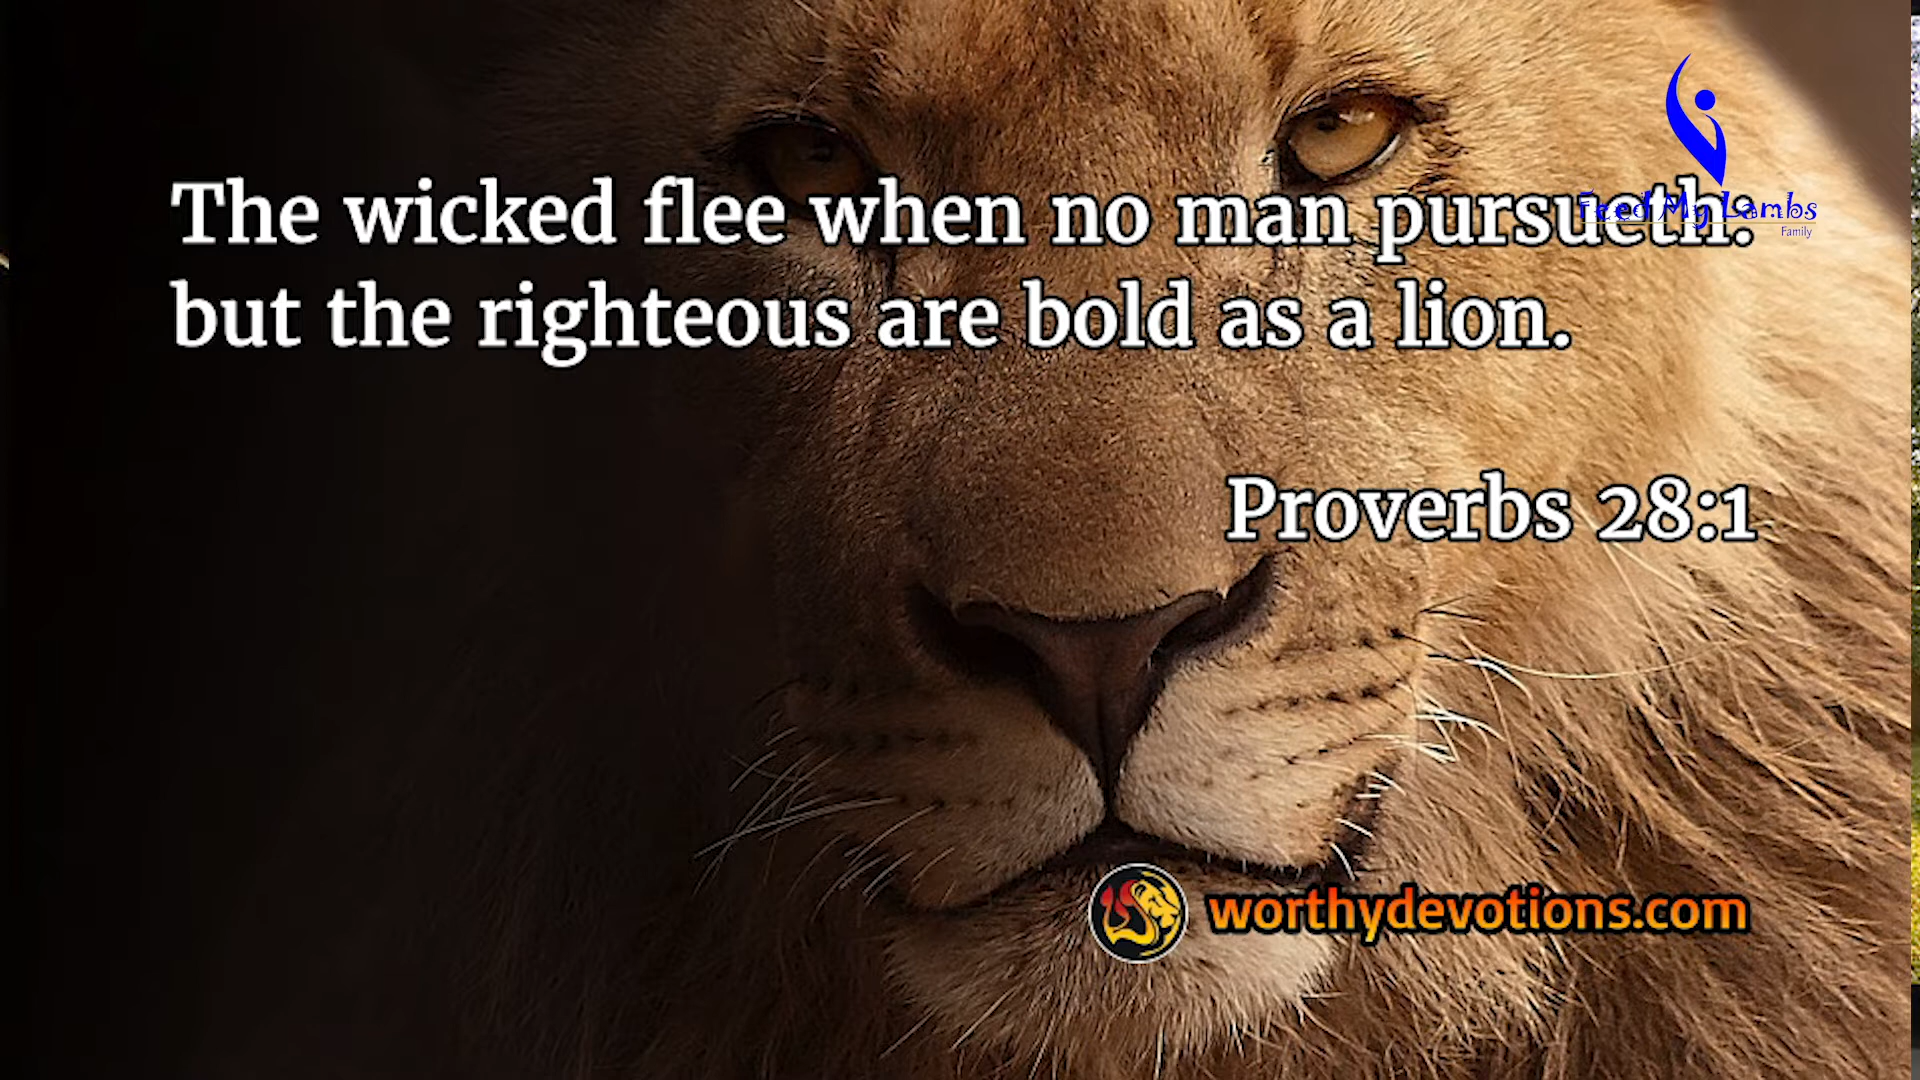 The wicked flee when no man pursueth:
but the righteous are bold as a lion.
Proverbs 28:1
Feed My Lambs
Family
worthydevotions.com